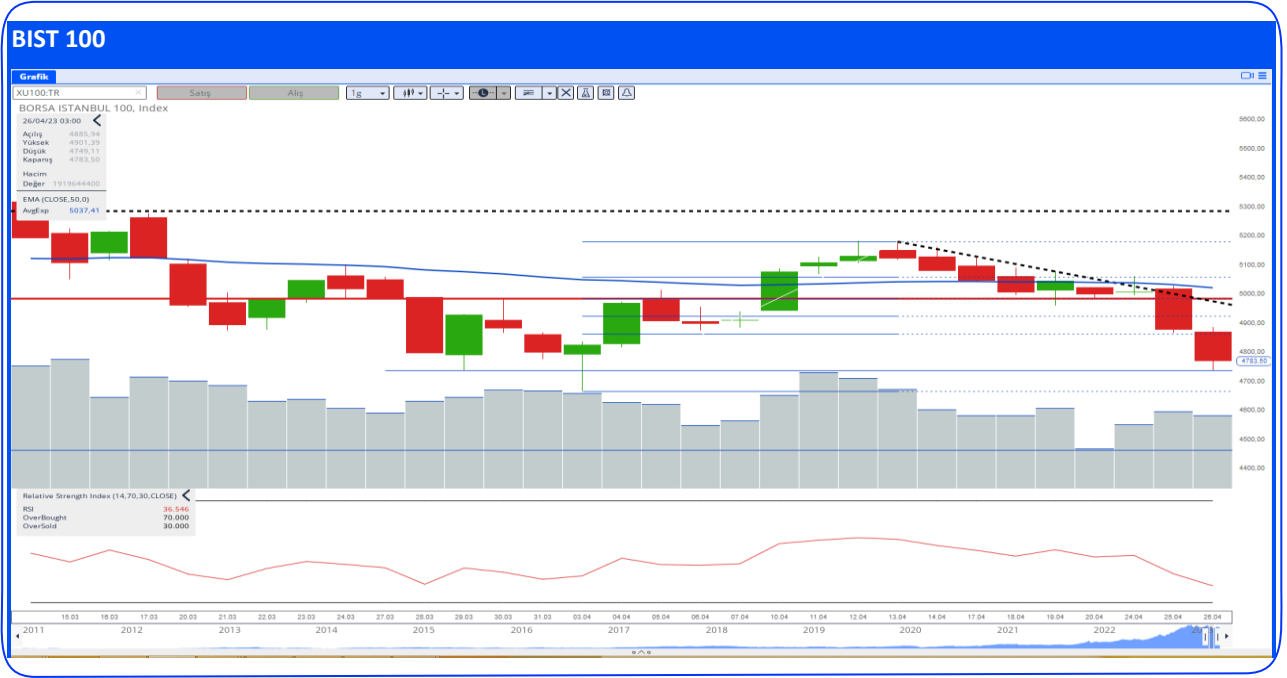 BIST 100
Grafik
XU100:TR
Satış
Alış
1g
L
BORSA ISTANBUL 100, Index
26/04/23 03:00
Açılış 4885,94
Yüksek 4901,39
Düşük 4749,11
Kapanış 4783,50
Hacim
Değer 1919644400
EMA (CLOSE,50,0)
AvgExp 5037,41
5600,00
5500,00
5400,00
5300,00
5200,00
5100,00
5000,00
4900,00
4800,00
4783.50
4700,00
4600,00
4500,00
4400,00
Relative Strength Index (14,70,30,CLOSE)
RSI 36.546
OverBought 70.000
OverSold 30.000
15.03 16.03 17.03 20.03 21.03 22.03 23.03 24.03 27.03 28.03 29.03 30.03 31.03 03.04 04.04 05.04 06.04 07.04 10.04 11.04 12.04 13.04 14.04 17.04 18.04 19.04 20.04 24.04 25.04 26.04
2011 2012 2013 2014 2015 2016 2017 2018 2019 2020 2021 2022